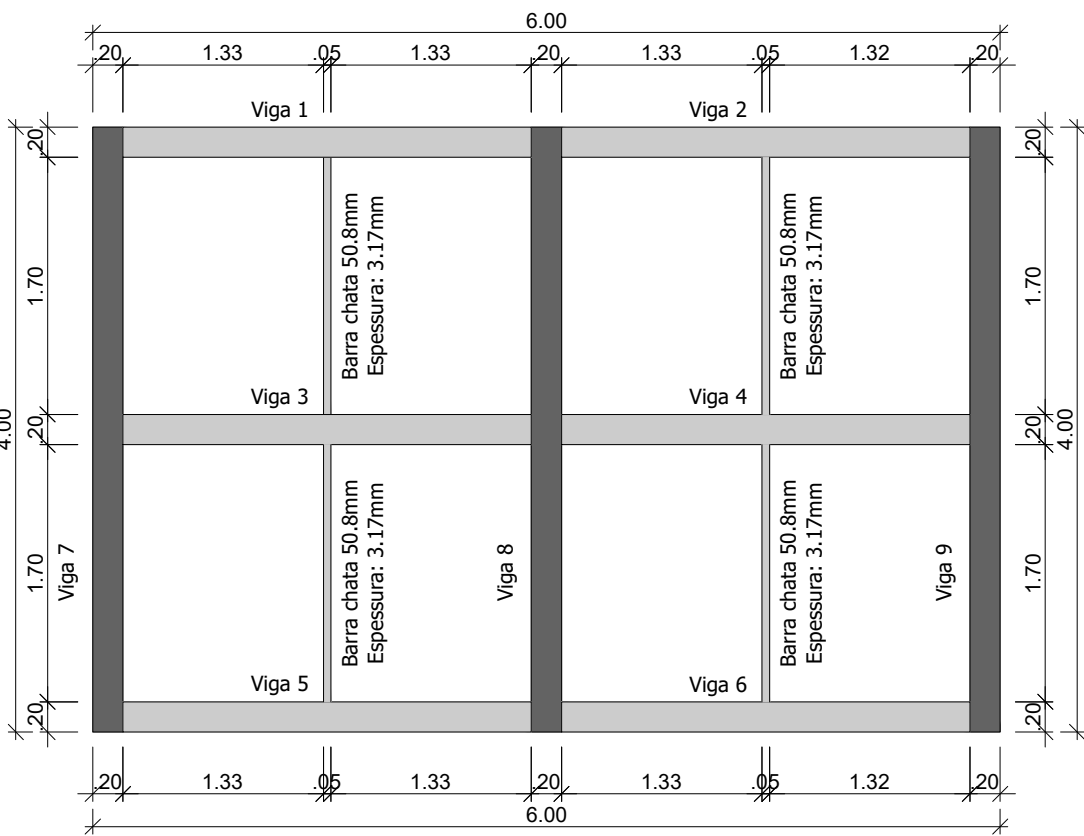 6.00
.20 1.33 .05 1.33 .20 1.33 .05 1.32 .20
Viga 1 Viga 2
.20 .20
Barra chata 50.8mm
Espessura: 3.17mm
Barra chata 50.8mm
Espessura: 3.17mm
1.70 1.70
Viga 3 Viga 4
4.00 .20 .20 4.00
Barra chata 50.8mm
Espessura: 3.17mm
Barra chata 50.8mm
Espessura: 3.17mm
1.70 Viga 7 Viga 8 Viga 9 1.70
Viga 5 Viga 6
.20 .20
.20 1.33 .05 1.33 .20 1.33 .05 1.32 .20
6.00